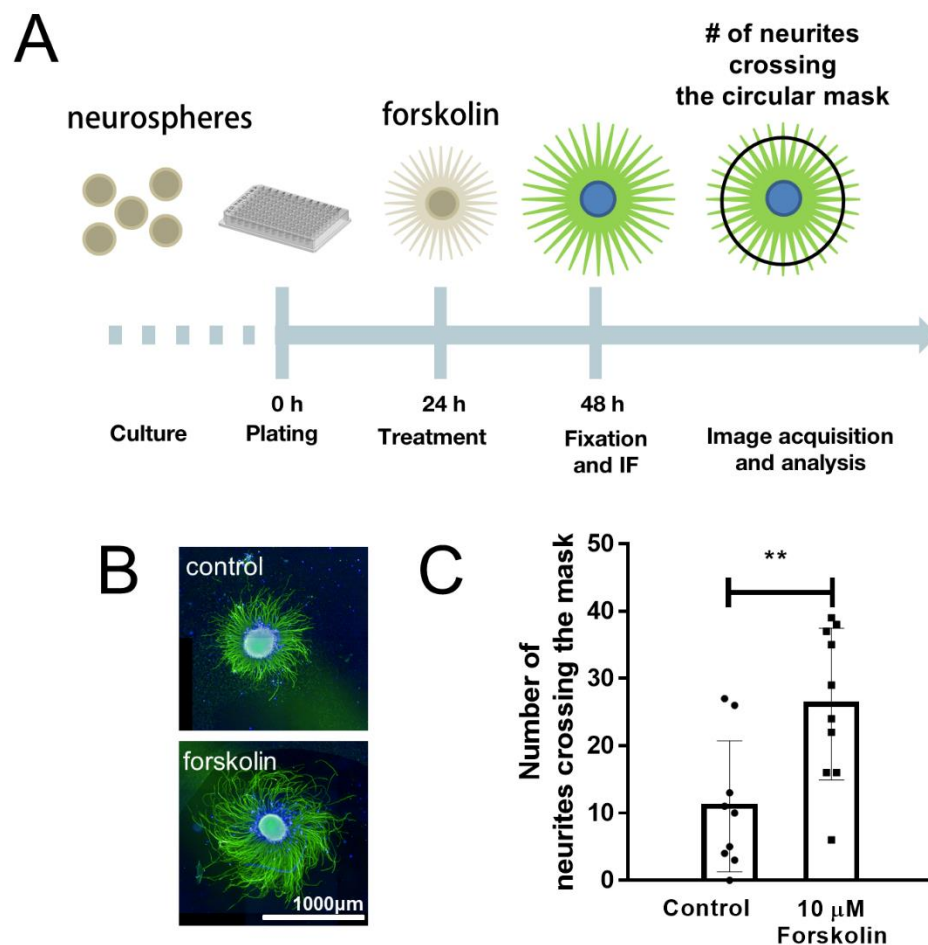 A
# of neurites
crossing
the circular mask
neurospheres
forskolin
0 h
24 h
48 h
Culture
Plating
Treatment
Fixation
and IF
Image acquisition
and analysis
B
control
forskolin
1000µm
C
Number of
neurites crossing the mask
50
40
30
20
10
0
**
Control
10 µM
Forskolin